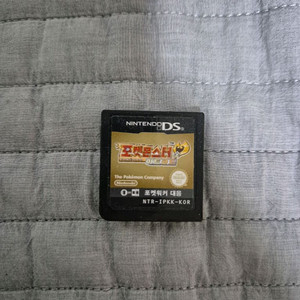 NINTENDO DS
포켓몬스터
The Pokémon Company
Nintendo
포켓워커 대응
NTR-IPKK-KOR